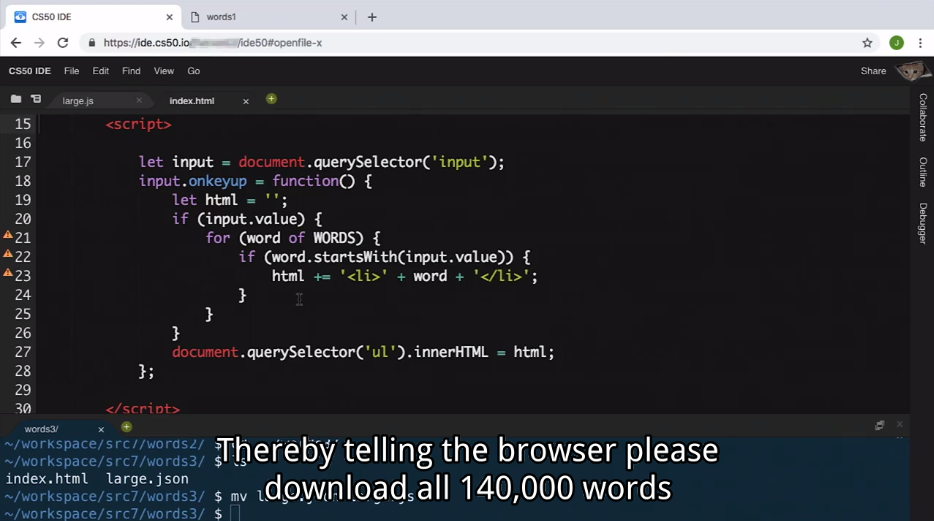 CS50 IDE
words1
https://ide.cs50.io/ /ide50#openfile-x
J
CS50 IDE File Edit Find View Go Share
large.js index.html
Collaborate
Outline
Debugger
15 <script>
16
17 let input = document.querySelector('input');
18 input.onkeyup = function() {
19 let html = '';
20 if (input.value) {
21 for (word of WORDS) {
22 if (word.startsWith(input.value)) {
23 html += '<li>' + word + '</li>';
24 }
25 }
26 }
27 document.querySelector('ul').innerHTML = html;
28 };
29
30 </script>
words3/
~/workspace/src7/words2/ $
~/workspace/src7/words3/ $ ls
index.html large.json
~/workspace/src7/words3/ $ mv
~/workspace/src7/words3/ $
Thereby telling the browser please
download all 140,000 words